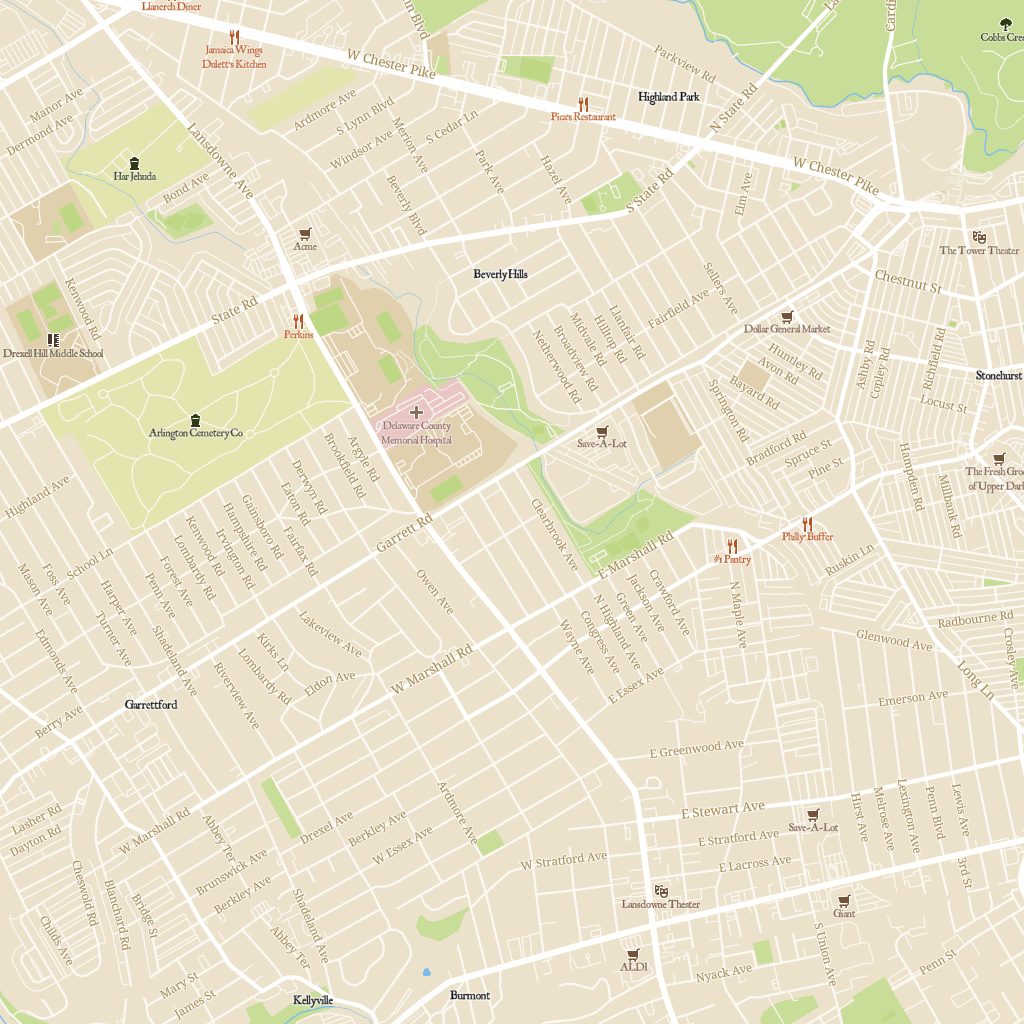 Llanerch Diner
Jamaica Wings
Dulett's Kitchen
W Chester Pike
Parkview Rd
Cobbs Cree
Highland Park
Manor Ave
Dermond Ave
Ardmore Ave
S Lynn Blvd
Windsor Ave
Merion Ave
S Cedar Ln
Pica's Restaurant
N State Rd
Lansdowne Ave
Har Jehuda
Bond Ave
Park Ave
Hazel Ave
Beverly Blvd
S State Rd
Elm Ave
W Chester Pike
Acme
The Tower Theater
Beverly Hills
Kenwood Rd
State Rd
Sellers Ave
Chestnut St
Fairfield Ave
Llanfair Rd
Hilltop Rd
Michvale Rd
Broadview Rd
Netherwood Rd
Perkins
Dollar General Market
Drexell Hill Middle School
Huntley Rd
Avon Rd
Bayard Rd
Ashby Rd
Copley Rd
Richfield Rd
Stonehurst
Locust St
Springton Rd
Arlington Cemetery Co
Delaware County
Memorial Hospital
Save-A-Lot
Bradford Rd
Spruce St
Pine St
Hampden Rd
Millbank Rd
The Fresh Gro
of Upper Darb
Argyle Rd
Brookfield Rd
Derwyn Rd
Eaton Rd
Fairfax Rd
Highland Ave
Gainsboro Rd
Hampshire Rd
Irvington Rd
Kenwood Rd
Lombardy Rd
Forest Ave
Penn Ave
School Ln
Garrett Rd
Clearbrook Ave
E Marshall Rd
#1 Pantry
Philly Buffer
Ruskin Ln
Mason Ave
Foss Ave
Harper Ave
Turner Ave
Shadeland Ave
Edmonds Ave
Owen Ave
Lakeview Ave
Kirks Ln
Lombardy Rd
Eldon Ave
Riverview Ave
W Marshall Rd
Crawford Ave
Jackson Ave
Green Ave
N Highland Ave
Congress Ave
Wayne Ave
N Maple Ave
E Essex Ave
Radbourne Rd
Glenwood Ave
Crosley Ave
Long Ln
Emerson Ave
Garrettford
Berry Ave
E Greenwood Ave
Lasher Rd
Dayton Rd
W Marshall Rd
Abbey Ter
Drexel Ave
Berkley Ave
W Essex Ave
Ardmore Ave
Brunswick Ave
Berkley Ave
E Stewart Ave
E Stratford Ave
E Lacross Ave
W Stratford Ave
Save-A-Lot
Hirst Ave
Melrose Ave
Lexington Ave
Penn Blvd
Lewis Ave
3rd St
Lansdowne Theater
Giant
Cheswold Rd
Blanchard Rd
Bridge St
Childs Ave
Shadeland Ave
Abbey Ter
Mary St
James St
Kellyville
Burmont
ALDI
Nyack Ave
S Union Ave
Penn St